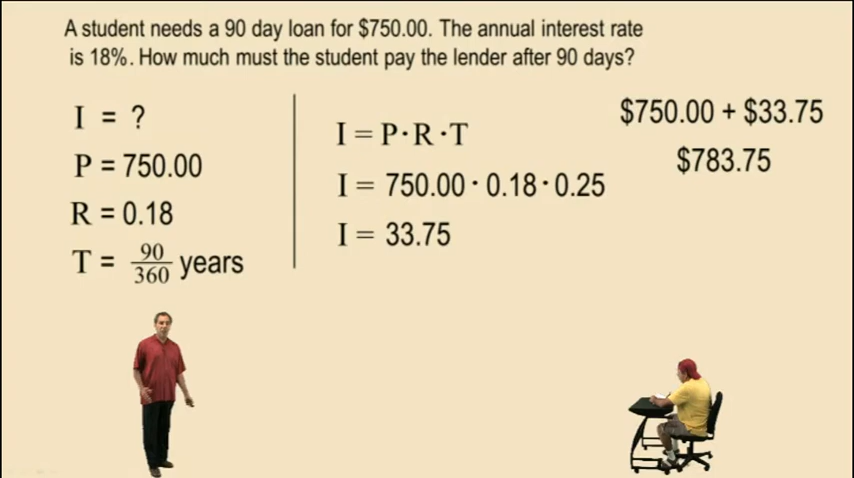 A student needs a 90 day loan for $750.00. The annual interest rate
is 18%. How much must the student pay the lender after 90 days?
I = ?
P = 750.00
R = 0.18
T = 90/360 years
I = P·R·T
I = 750.00 · 0.18 · 0.25
I = 33.75
$750.00 + $33.75
$783.75